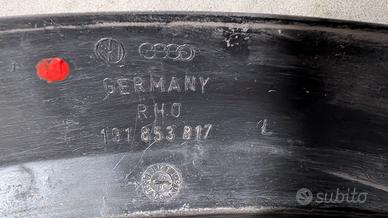 GERMANY
RHO
191 853 817 L
subito